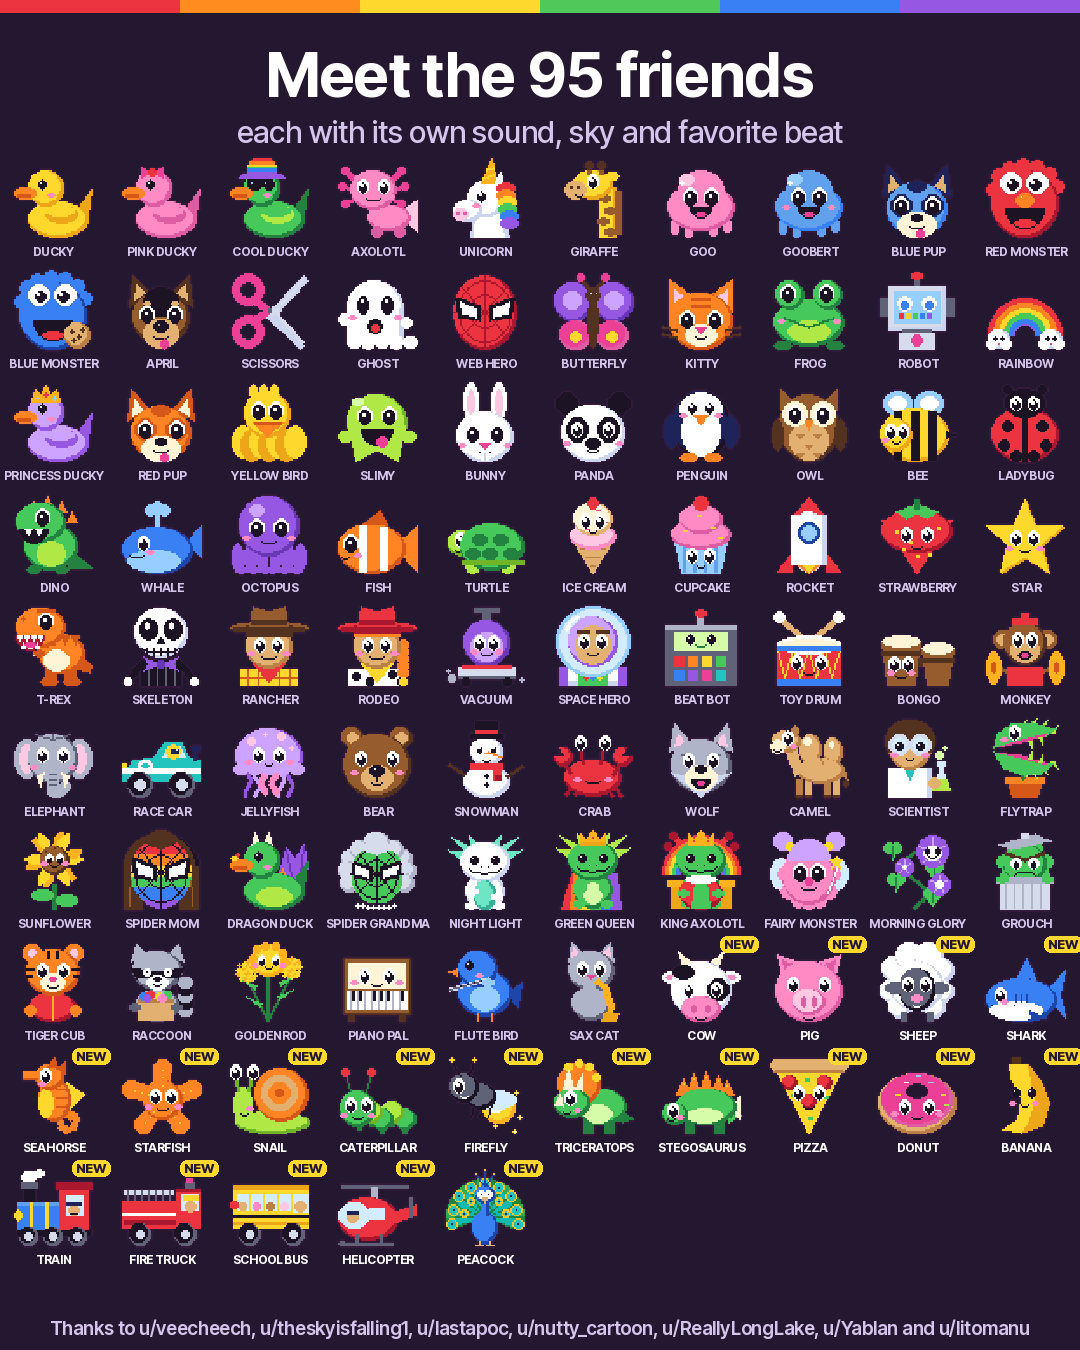 Meet the 95 friends
each with its own sound, sky and favorite beat
DUCKY PINK DUCKY COOL DUCKY AXOLOTL UNICORN GIRAFFE GOO GOOBERT BLUE PUP RED MONSTER
BLUE MONSTER APRIL SCISSORS GHOST WEB HERO BUTTERFLY KITTY FROG ROBOT RAINBOW
PRINCESS DUCKY RED PUP YELLOW BIRD SLIMY BUNNY PANDA PENGUIN OWL BEE LADYBUG
DINO WHALE OCTOPUS FISH TURTLE ICE CREAM CUPCAKE ROCKET STRAWBERRY STAR
T-REX SKELETON RANCHER RODEO VACUUM SPACE HERO BEAT BOT TOY DRUM BONGO MONKEY
ELEPHANT RACE CAR JELLYFISH BEAR SNOWMAN CRAB WOLF CAMEL SCIENTIST FLYTRAP
SUNFLOWER SPIDER MOM DRAGON DUCK SPIDER GRANDMA NIGHT LIGHT GREEN QUEEN KING AXOLOTL FAIRY MONSTER MORNING GLORY GROUCH
NEW NEW NEW NEW
TIGER CUB RACCOON GOLDENROD PIANO PAL FLUTE BIRD SAX CAT COW PIG SHEEP SHARK
NEW NEW NEW NEW NEW NEW NEW NEW NEW NEW
SEAHORSE STARFISH SNAIL CATERPILLAR FIREFLY TRICERATOPS STEGOSAURUS PIZZA DONUT BANANA
NEW NEW NEW NEW NEW
TRAIN FIRE TRUCK SCHOOL BUS HELICOPTER PEACOCK
Thanks to u/veecheech, u/theskyisfalling1, u/lastapoc, u/nutty_cartoon, u/ReallyLongLake, u/Yablan and u/litomanu